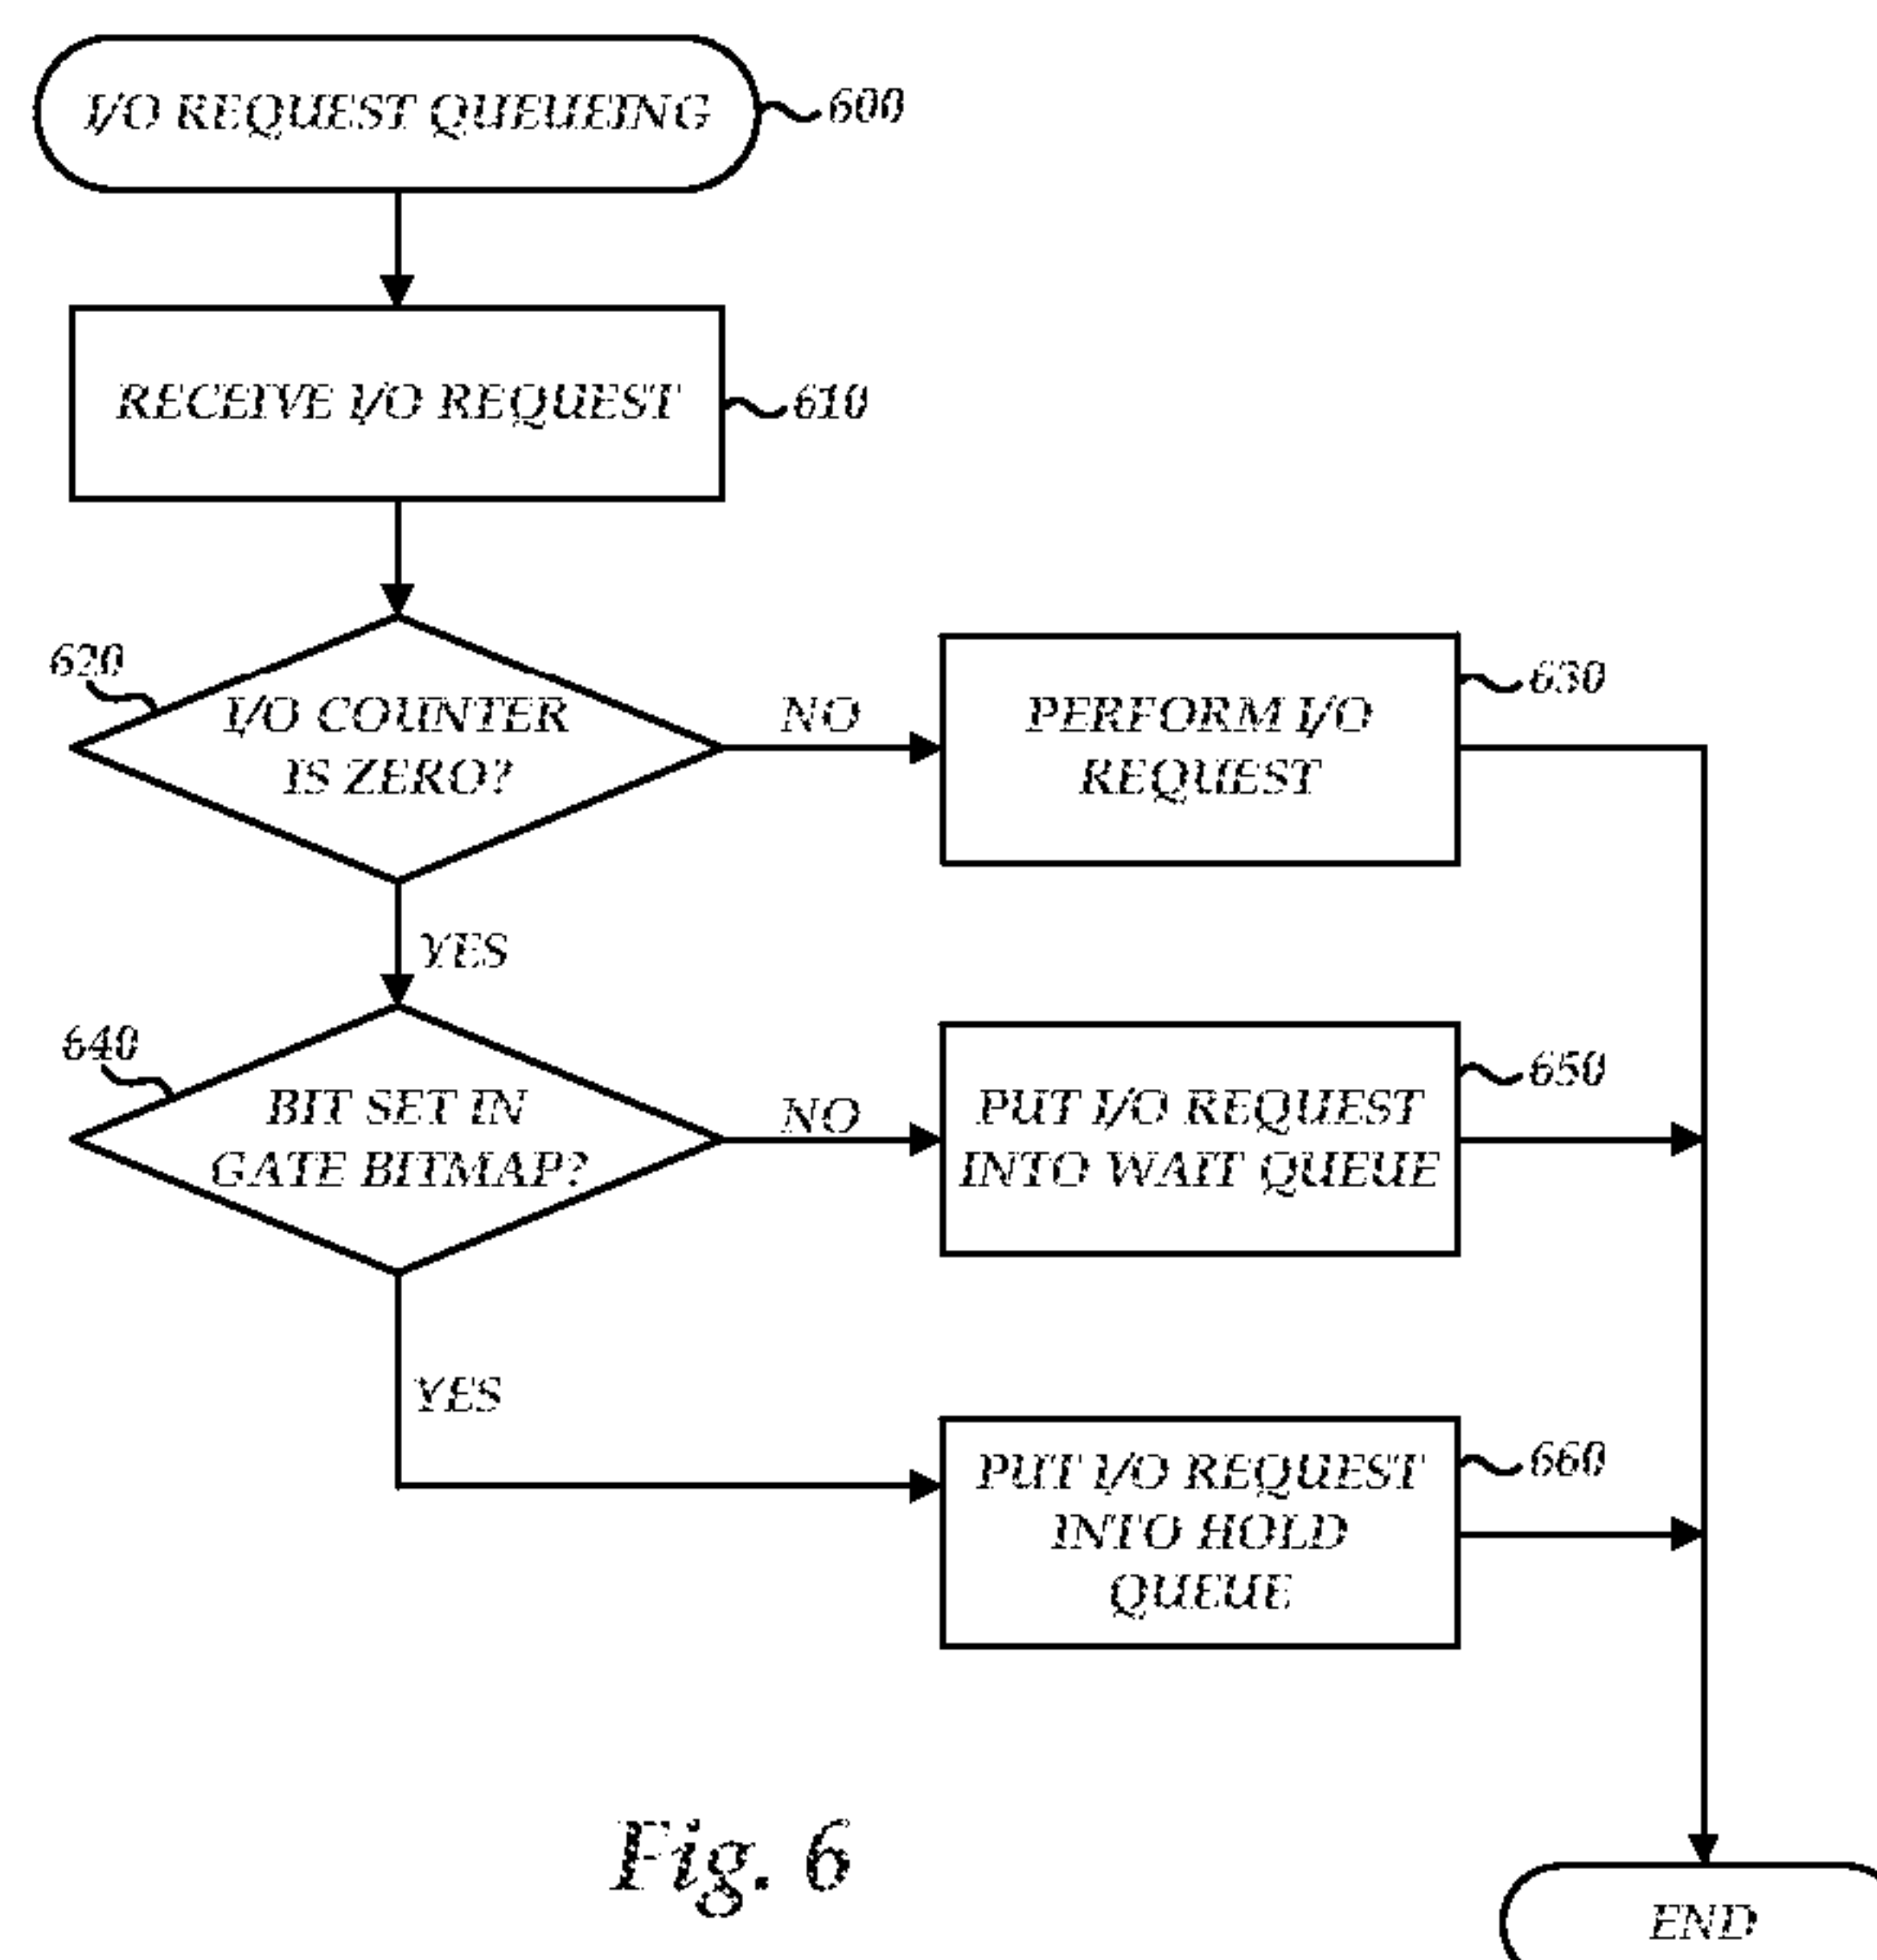 I/O REQUEST QUEUEING
600
RECEIVE I/O REQUEST
610
620
I/O COUNTER
IS ZERO?
NO
PERFORM I/O
REQUEST
630
YES
640
BIT SET IN
GATE BITMAP?
NO
PUT I/O REQUEST
INTO WAIT QUEUE
650
YES
PUT I/O REQUEST
INTO HOLD
QUEUE
660
Fig. 6
END